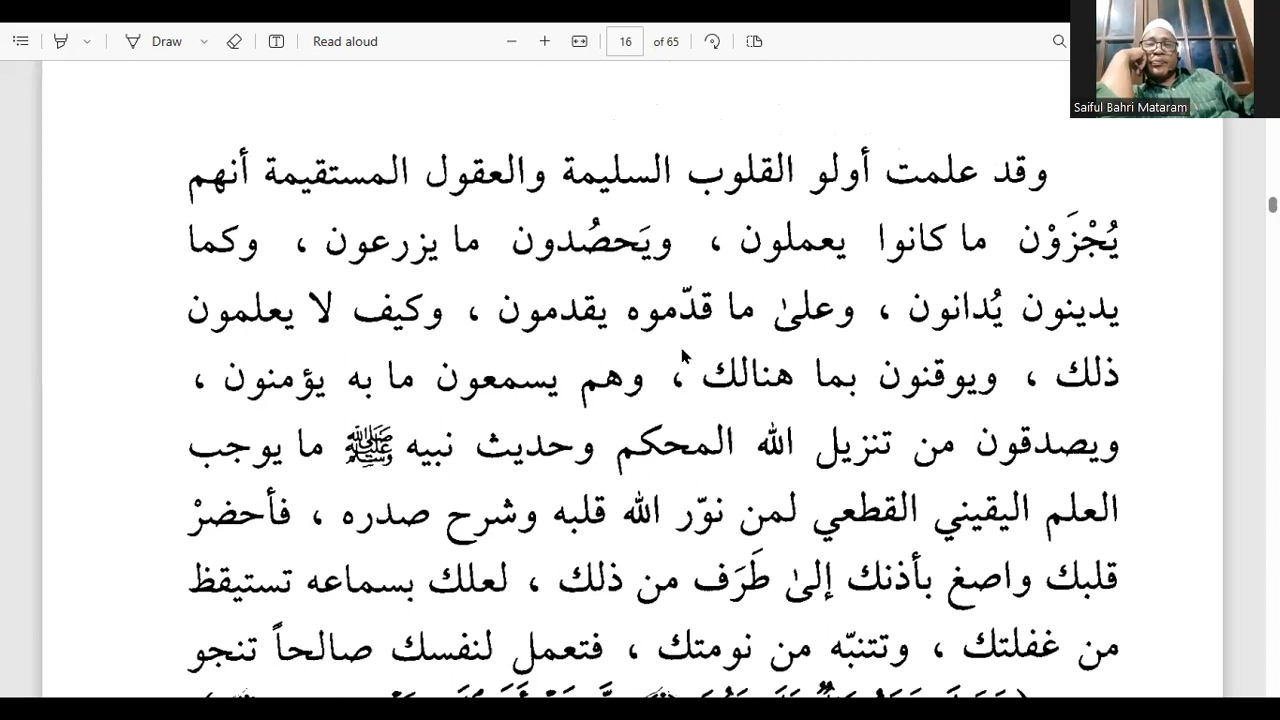 Draw
Read aloud
16
of 65
Saiful Bahri Mataram
وقد علمت أولو القلوب السليمة والعقول المستقيمة أنهم
يُجْزَوْن ما كانوا يعملون ، ويَحصُدون ما يزرعون ، وكما
يدينون يُدانون ، وعلىٰ ما قدّموه يقدمون ، وكيف لا يعلمون
ذلك ، ويوقنون بما هنالك ، وهم يسمعون ما به يؤمنون ،
ويصدقون من تنزيل الله المحكم وحديث نبيه ﷺ ما يوجب
العلم اليقيني القطعي لمن نوّر الله قلبه وشرح صدره ، فأحضرْ
قلبك واصغ بأذنك إلىٰ طَرَف من ذلك ، لعلك بسماعه تستيقظ
من غفلتك ، وتتنبّه من نومتك ، فتعمل لنفسك صالحاً تنجو